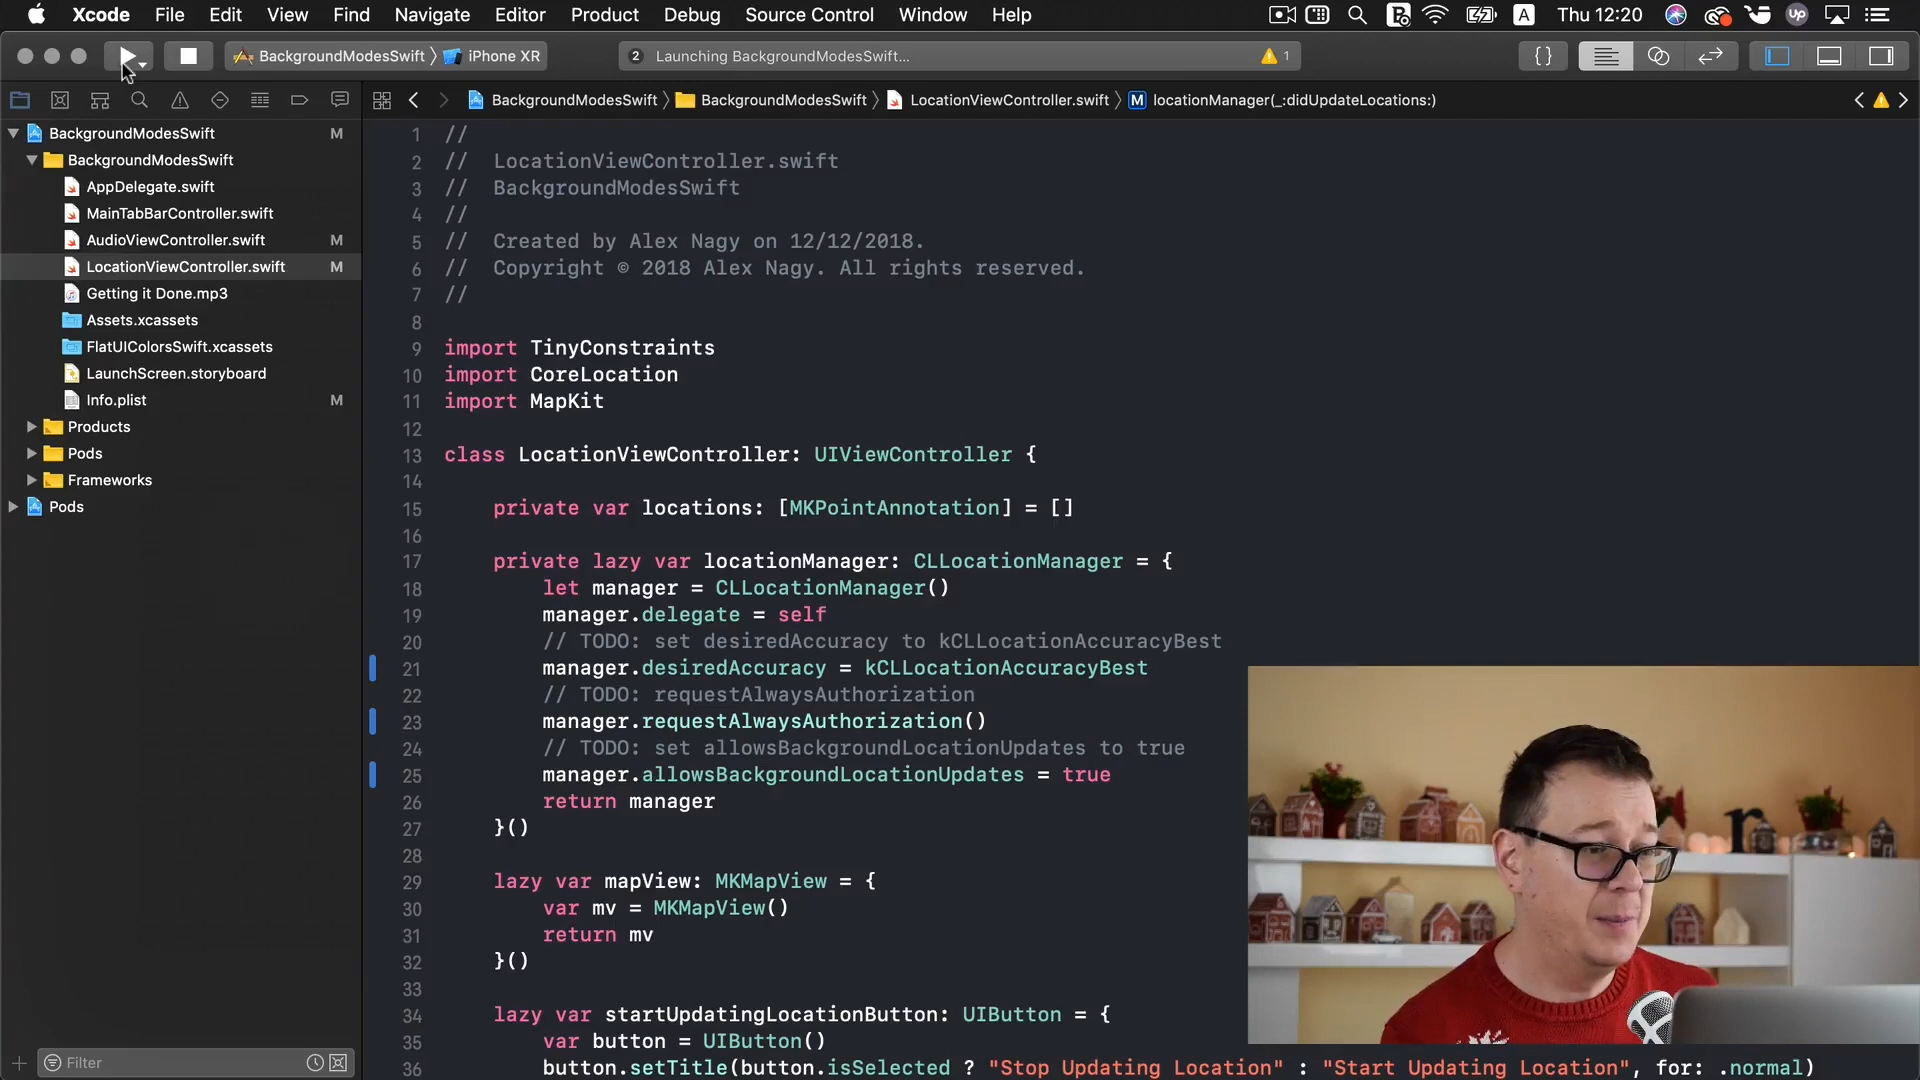 Xcode File Edit View Find Navigate Editor Product Debug Source Control Window Help A Thu 12:20 Up
BackgroundModesSwift iPhone XR 2 Launching BackgroundModesSwift... 1 {}
BackgroundModesSwift BackgroundModesSwift LocationViewController.swift M locationManager(_:didUpdateLocations:)
BackgroundModesSwift M
BackgroundModesSwift
AppDelegate.swift
MainTabBarController.swift
AudioViewController.swift M
LocationViewController.swift M
Getting it Done.mp3
Assets.xcassets
FlatUIColorsSwift.xcassets
LaunchScreen.storyboard
Info.plist M
Products
Pods
Frameworks
Pods
Filter
1 //
2 // LocationViewController.swift
3 // BackgroundModesSwift
4 //
5 // Created by Alex Nagy on 12/12/2018.
6 // Copyright © 2018 Alex Nagy. All rights reserved.
7 //
8
9 import TinyConstraints
10 import CoreLocation
11 import MapKit
12
13 class LocationViewController: UIViewController {
14
15 private var locations: [MKPointAnnotation] = []
16
17 private lazy var locationManager: CLLocationManager = {
18 let manager = CLLocationManager()
19 manager.delegate = self
20 // TODO: set desiredAccuracy to kCLLocationAccuracyBest
21 manager.desiredAccuracy = kCLLocationAccuracyBest
22 // TODO: requestAlwaysAuthorization
23 manager.requestAlwaysAuthorization()
24 // TODO: set allowsBackgroundLocationUpdates to true
25 manager.allowsBackgroundLocationUpdates = true
26 return manager
27 }()
28
29 lazy var mapView: MKMapView = {
30 var mv = MKMapView()
31 return mv
32 }()
33
34 lazy var startUpdatingLocationButton: UIButton = {
35 var button = UIButton()
36 button.setTitle(button.isSelected ? "Stop Updating Location" : "Start Updating Location", for: .normal)